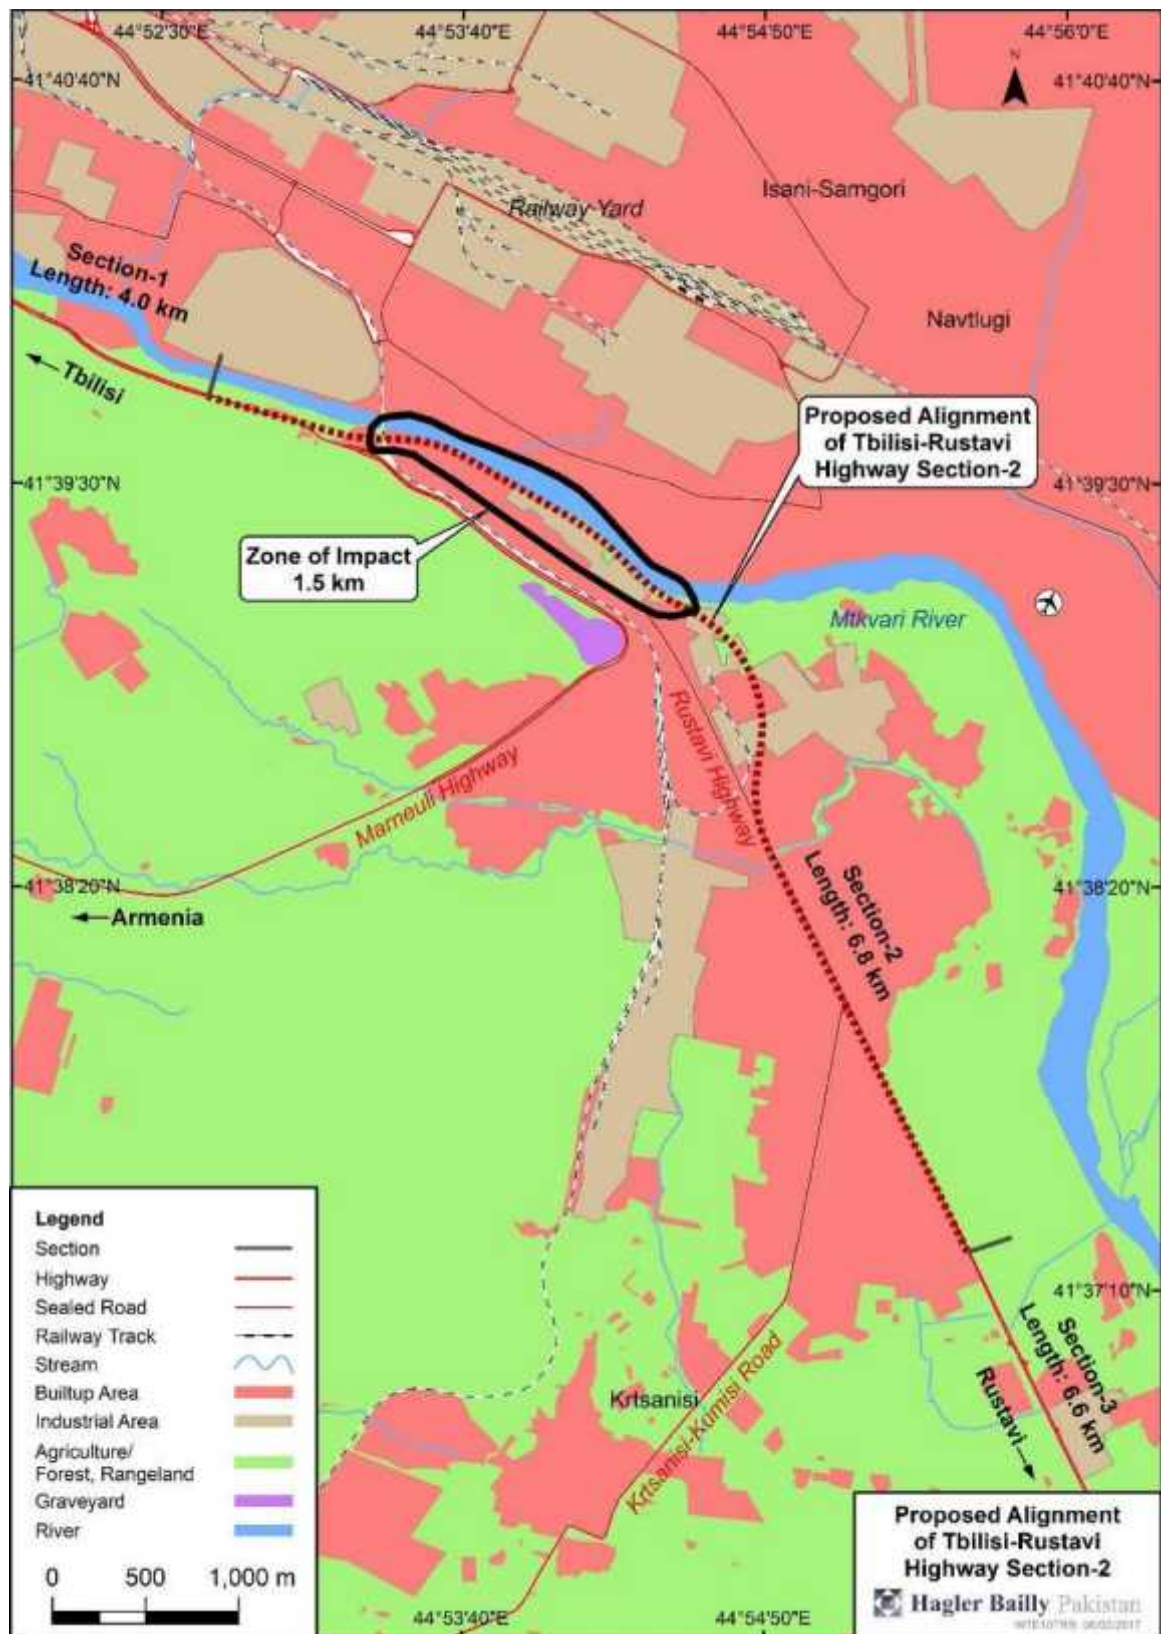 44°52'30"E
44°53'40"E
44°54'50"E
44°56'0"E
41°40'40"N
41°40'40"N
N
Isani-Samgori
Railway Yard
Section-1
Length: 4.0 km
Navtlugi
Tbilisi
Proposed Alignment
of Tbilisi-Rustavi
Highway Section-2
41°39'30"N
41°39'30"N
Zone of Impact
1.5 km
Mtkvari River
Rustavi Highway
Marneuli Highway
41°38'20"N
41°38'20"N
Armenia
Section-2
Length: 6.8 km
41°37'10"N
Section-3
Length: 6.6 km
Rustavi
Krtsanisi
Krtsanisi-Kumisi Road
Legend
Section
Highway
Sealed Road
Railway Track
Stream
Builtup Area
Industrial Area
Agriculture/
Forest, Rangeland
Graveyard
River
0 500 1,000 m
44°53'40"E
44°54'50"E
Proposed Alignment
of Tbilisi-Rustavi
Highway Section-2
Hagler Bailly Pakistan